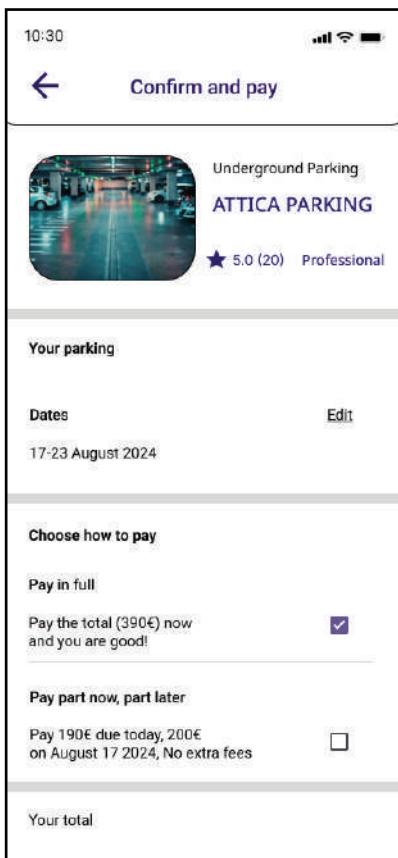 10:30
Confirm and pay
Underground Parking
ATTICA PARKING
5.0 (20) Professional
Your parking
Dates Edit
17-23 August 2024
Choose how to pay
Pay in full
Pay the total (390€) now
and you are good!
Pay part now, part later
Pay 190€ due today, 200€
on August 17 2024, No extra fees
Your total